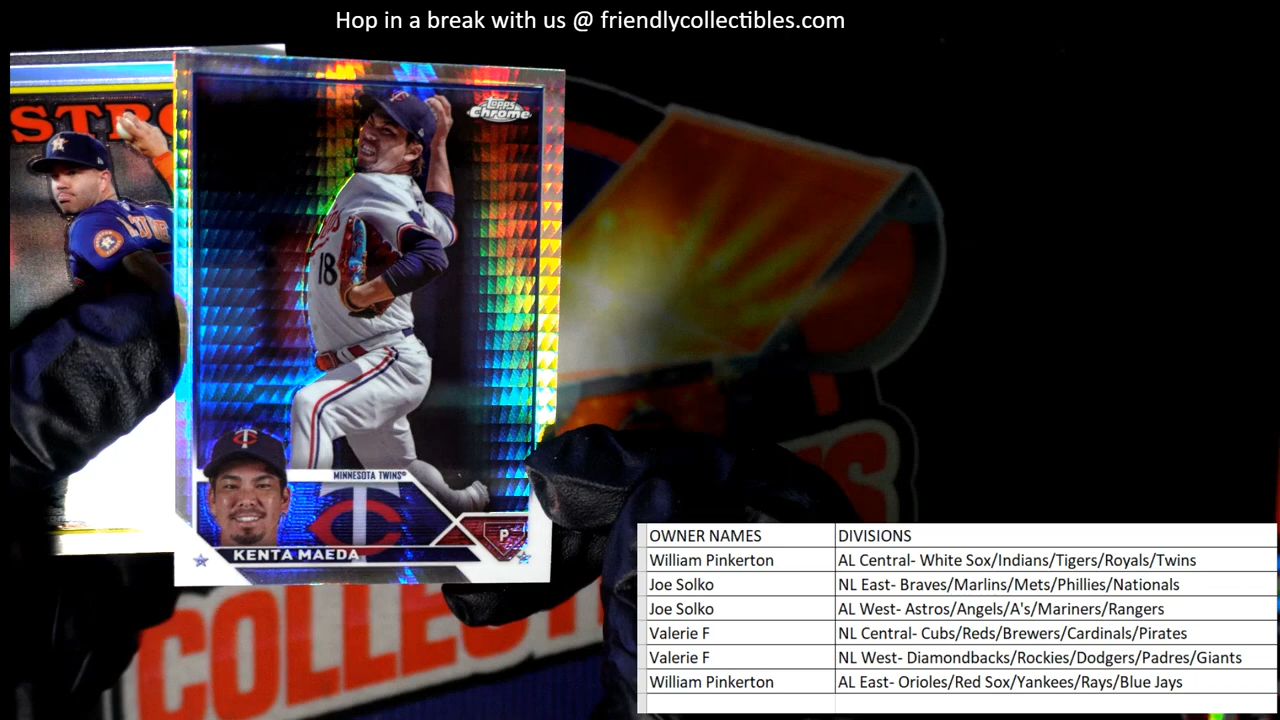 Hop in a break with us @ friendlycollectibles.com
Topps
Chrome
18
MINNESOTA TWINS®
P
KENTA MAEDA
OWNER NAMES DIVISIONS
William Pinkerton AL Central- White Sox/Indians/Tigers/Royals/Twins
Joe Solko NL East- Braves/Marlins/Mets/Phillies/Nationals
Joe Solko AL West- Astros/Angels/A's/Mariners/Rangers
Valerie F NL Central- Cubs/Reds/Brewers/Cardinals/Pirates
Valerie F NL West- Diamondbacks/Rockies/Dodgers/Padres/Giants
William Pinkerton AL East- Orioles/Red Sox/Yankees/Rays/Blue Jays